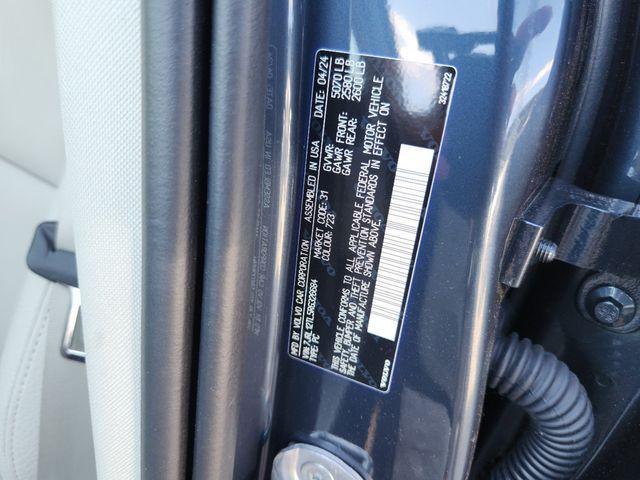 MFD BY VOLVO CAR CORPORATION ASSEMBLED IN USA DATE: 04/24
MARKET CODE: 31 GVWR: 5070 LB
COLOUR: 723 GAWR FRONT: 2580 LB
TYPE: PC GAWR REAR: 2600 LB
THIS VEHICLE CONFORMS TO ALL APPLICABLE FEDERAL MOTOR VEHICLE
SAFETY, BUMPER AND THEFT PREVENTION STANDARDS IN EFFECT ON
THE DATE OF MANUFACTURE SHOWN ABOVE.
VOLVO
VOLVO